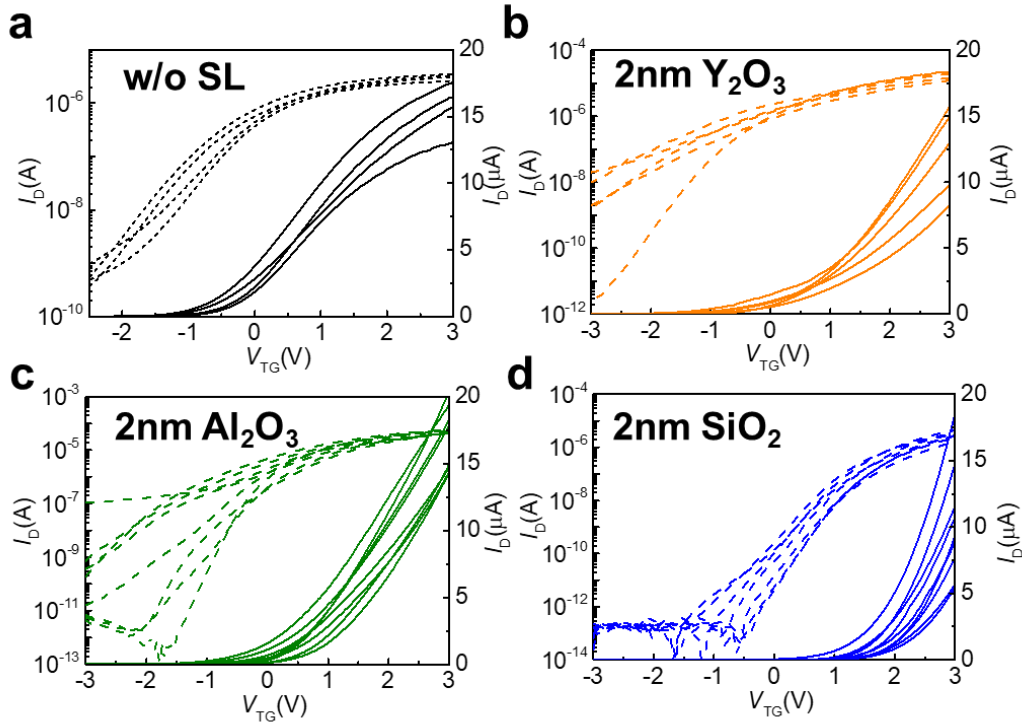 a
w/o SL
10⁻⁶
10⁻⁸
10⁻¹⁰
I_D(A)
20
15
10
5
0
I_D(μA)
-2 -1 0 1 2 3
V_TG(V)
b
2nm Y₂O₃
10⁻⁴
10⁻⁶
10⁻⁸
10⁻¹⁰
10⁻¹²
I_D(A)
20
15
10
5
0
I_D(μA)
-3 -2 -1 0 1 2 3
V_TG(V)
c
2nm Al₂O₃
10⁻³
10⁻⁵
10⁻⁷
10⁻⁹
10⁻¹¹
10⁻¹³
I_D(A)
20
15
10
5
0
I_D(μA)
-3 -2 -1 0 1 2 3
V_TG(V)
d
2nm SiO₂
10⁻⁴
10⁻⁶
10⁻⁸
10⁻¹⁰
10⁻¹²
10⁻¹⁴
I_D(A)
20
15
10
5
0
I_D(μA)
-3 -2 -1 0 1 2 3
V_TG(V)